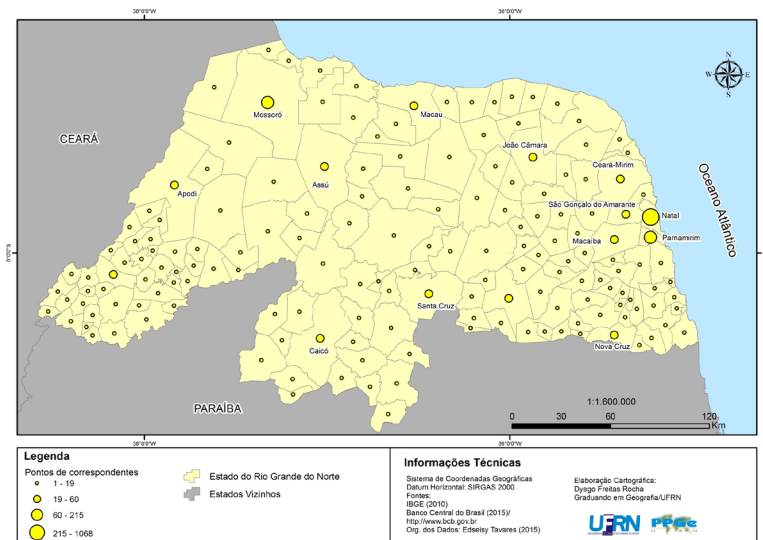 38°0'0"W
36°0'0"W
N
W
E
S
CEARÁ
Mossoró
Macau
João Câmara
Ceará-Mirim
Assú
Apodi
São Gonçalo do Amarante
Natal
Oceano Atlântico
Macaíba
Parnamirim
Santa Cruz
Caicó
Nova Cruz
PARAÍBA
1:1.600.000
0 30 60 120
Km
38°0'0"W
36°0'0"W
Legenda
Pontos de correspondentes
1 - 19
19 - 60
60 - 215
215 - 1068
Estado do Rio Grande do Norte
Estados Vizinhos
Informações Técnicas
Sistema de Coordenadas Geográficas
Datum Horizontal: SIRGAS 2000
Fontes:
IBGE (2010)
Banco Central do Brasil (2015)/
http://www.bcb.gov.br
Org. dos Dados: Edseisy Tavares (2015)
Elaboração Cartográfica:
Dyego Freitas Rocha
Graduando em Geografia/UFRN
UFRN
PPGe